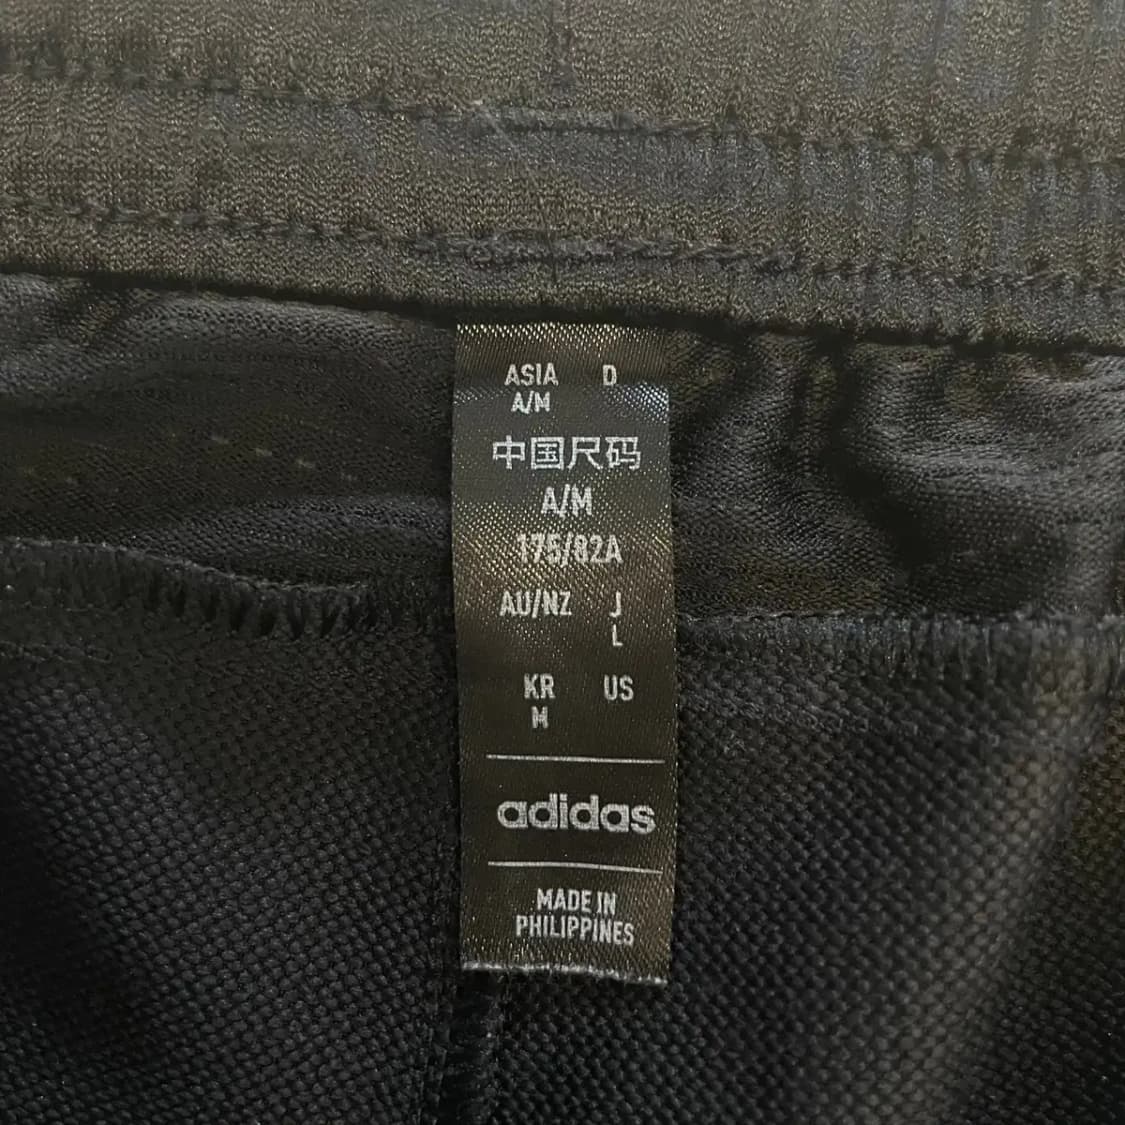 ASIA D
A/M
中国尺码
A/M
175/82A
AU/NZ J
L
KR US
M
adidas
MADE IN
PHILIPPINES